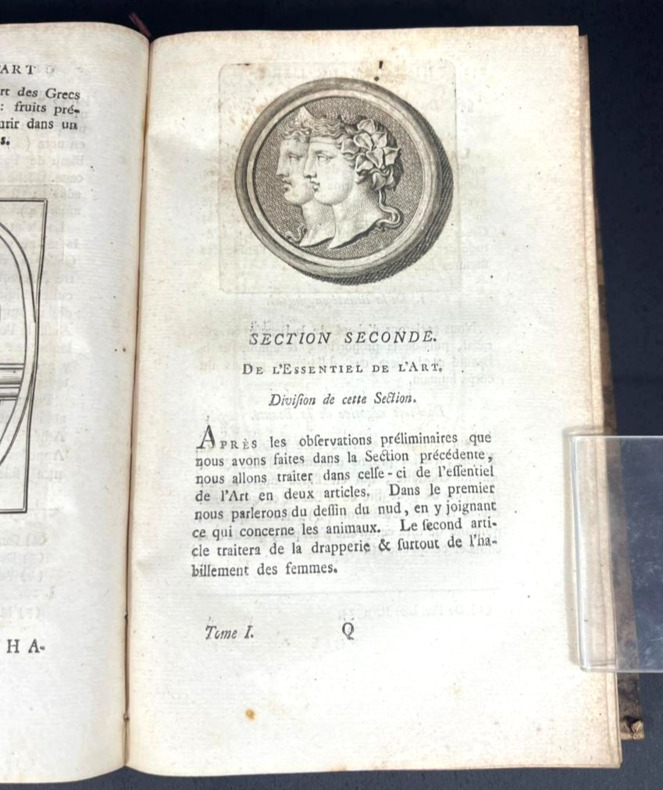 ART
rt des Grecs
: fruits pré-
urir dans un
s.
HA-
SECTION SECONDE.
DE L'ESSENTIEL DE L'ART.
Diviſion de cette Section.
APRÈS les obſervations préliminaires que
nous avons faites dans la Section précédente,
nous allons traiter dans celle-ci de l'eſſentiel
de l'Art en deux articles. Dans le premier
nous parlerons du deſſin du nud, en y joignant
ce qui concerne les animaux. Le ſecond arti-
cle traitera de la drapperie & ſurtout de l'ha-
billement des femmes.
Tome I.
Q